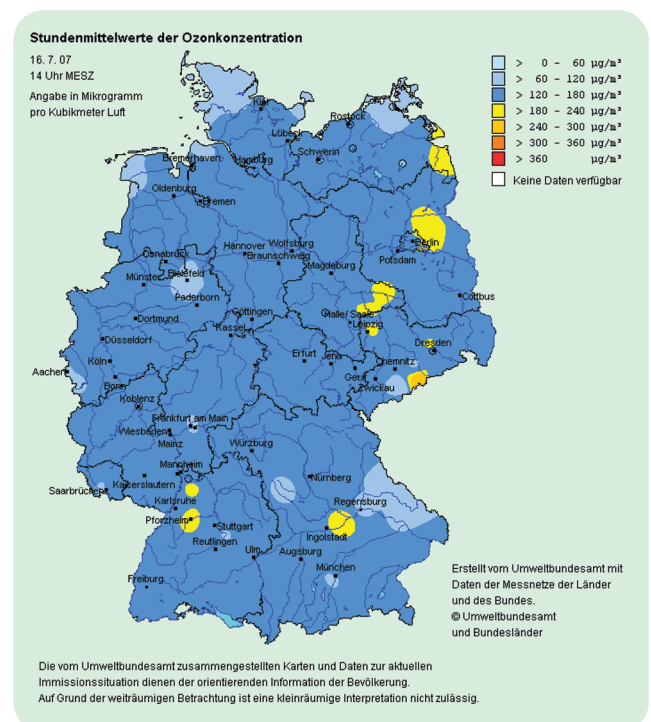 Stundenmittelwerte der Ozonkonzentration
16. 7. 07
14 Uhr MESZ
Angabe in Mikrogramm
pro Kubikmeter Luft
> 0 - 60 µg/m³
> 60 - 120 µg/m³
> 120 - 180 µg/m³
> 180 - 240 µg/m³
> 240 - 300 µg/m³
> 300 - 360 µg/m³
> 360 µg/m³
Keine Daten verfügbar
Kiel
Rostock
Lübeck
Schwerin
Bremerhaven
Hamburg
Oldenburg
Bremen
Berlin
Potsdam
Hannover
Wolfsburg
Osnabrück
Braunschweig
Magdeburg
Münster
Bielefeld
Cottbus
Paderborn
Dortmund
Göttingen
Halle/ Saale
Leipzig
Kassel
Düsseldorf
Dresden
Köln
Erfurt
Jena
Chemnitz
Aachen
Gera
Zwickau
Bonn
Koblenz
Frankfurt am Main
Wiesbaden
Mainz
Würzburg
Mannheim
Nürnberg
Kaiserslautern
Saarbrücken
Karlsruhe
Regensburg
Pforzheim
Stuttgart
Ingolstadt
Reutlingen
Ulm
Augsburg
München
Freiburg
Erstellt vom Umweltbundesamt mit
Daten der Messnetze der Länder
und des Bundes.
© Umweltbundesamt
und Bundesländer
Die vom Umweltbundesamt zusammengestellten Karten und Daten zur aktuellen
Immissionssituation dienen der orientierenden Information der Bevölkerung.
Auf Grund der weiträumigen Betrachtung ist eine kleinräumige Interpretation nicht zulässig.